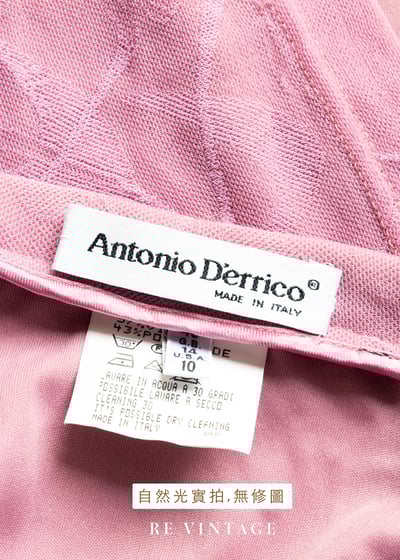 Antonio D'errico®
MADE IN ITALY
G.B.
14
U.S.A.
10
LAVARE IN ACQUA A 30 GRADI
POSSIBILE LAVARE A SECCO
CLEANING 30
IT'S POSSIBLE DRY CLEANING
MADE IN ITALY
自然光實拍,無修圖
RE VINTAGE